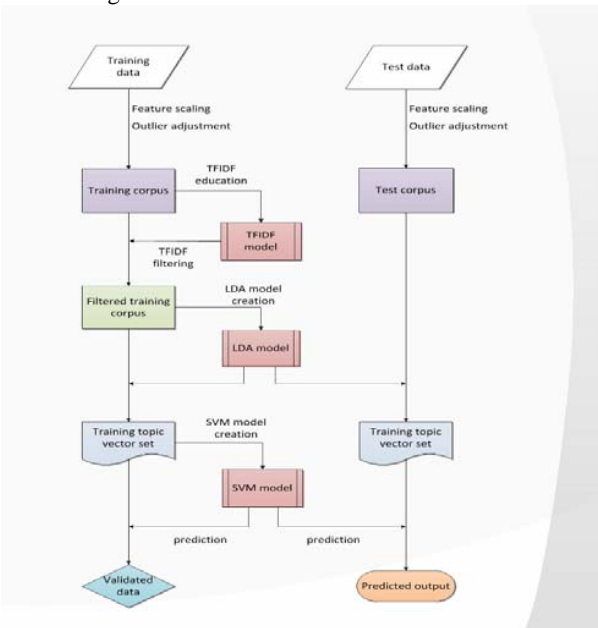 Training
data
Test data
Feature scaling
Outlier adjustment
Feature scaling
Outlier adjustment
TFIDF
education
Training corpus
Test corpus
TFIDF
model
TFIDF
filtering
LDA model
creation
Filtered training
corpus
LDA model
SVM model
creation
Training topic
vector set
Training topic
vector set
SVM model
prediction
prediction
Validated
data
Predicted output